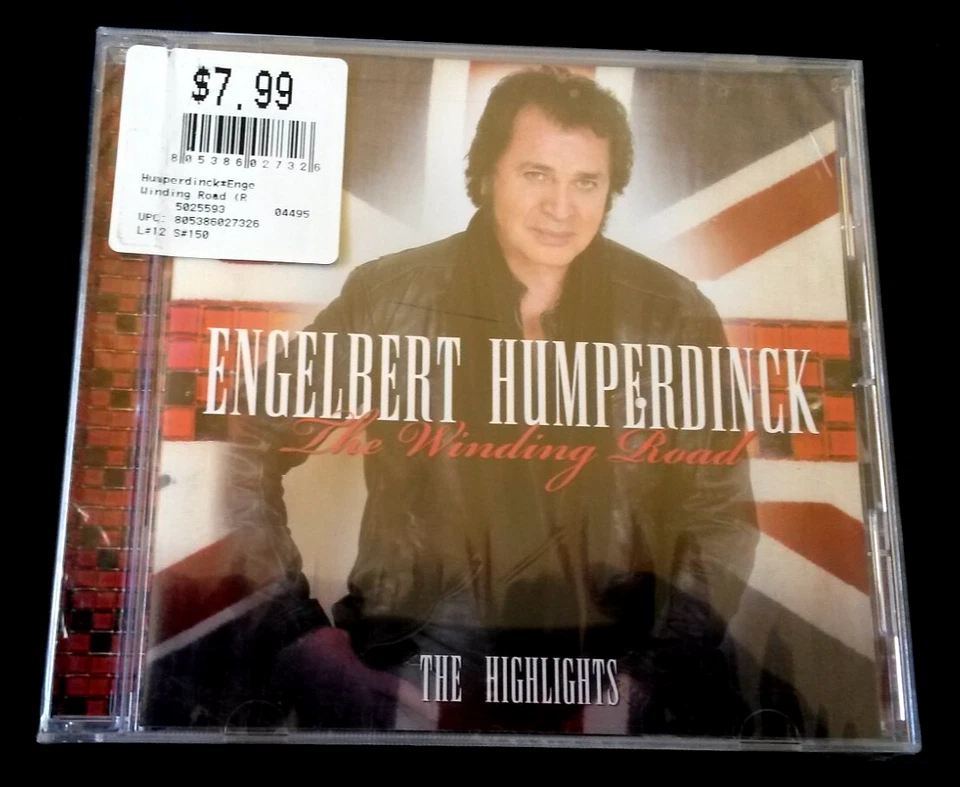 $7.99
8 05386 02732 6
Humperdinck*Enge
Winding Road (R
5025593 04495
UPC: 805386027326
L#12 S#150
ENGELBERT HUMPERDINCK
The Winding Road
THE HIGHLIGHTS